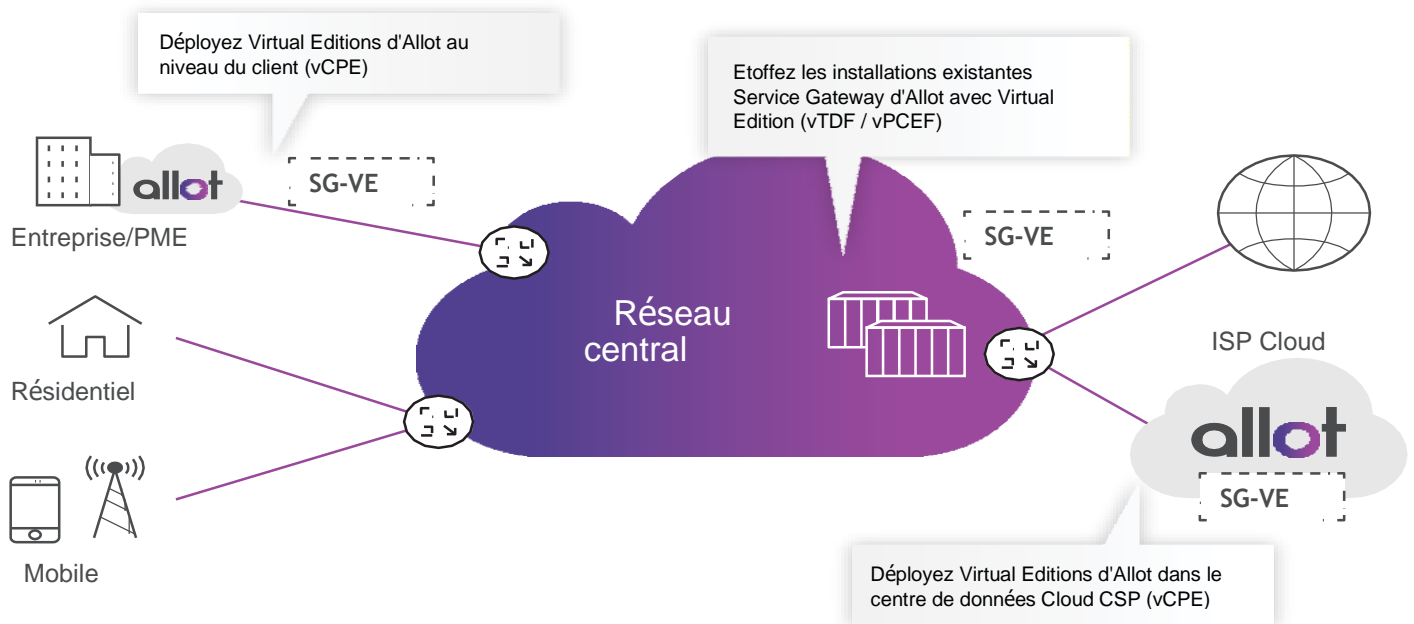 Déployez Virtual Editions d'Allot au
niveau du client (vCPE)
Etoffez les installations existantes
Service Gateway d'Allot avec Virtual
Edition (vTDF / vPCEF)
allot
SG-VE
Entreprise/PME
SG-VE
Réseau
central
Résidentiel
ISP Cloud
allot
SG-VE
Mobile
Déployez Virtual Editions d'Allot dans le
centre de données Cloud CSP (vCPE)